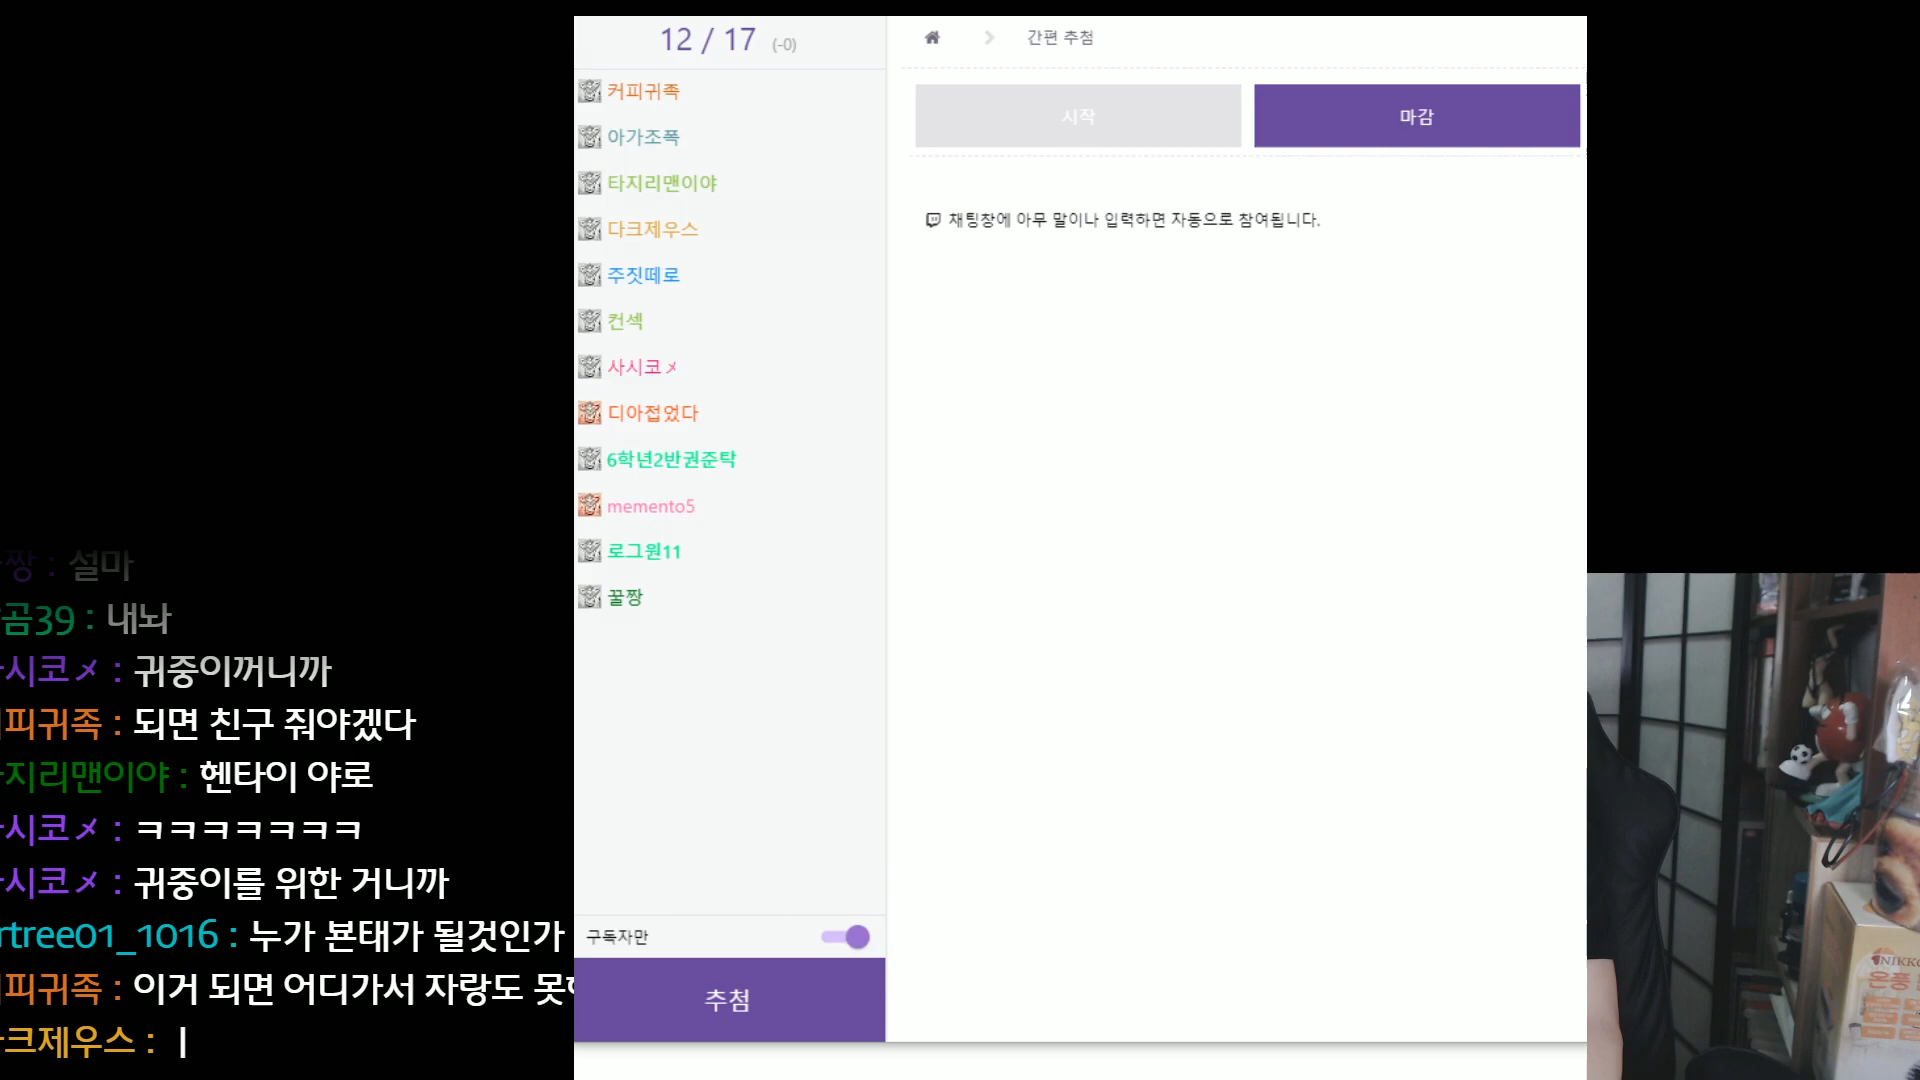 12 / 17 (-0)
커피귀족
아가조폭
타지리맨이야
다크제우스
주짓떼로
컨섹
사시코メ
디아접었다
6학년2반권준탁
memento5
로그원11
꿀짱
구독자만
추첨
간편 추첨
시작
마감
채팅창에 아무 말이나 입력하면 자동으로 참여됩니다.
짱 : 설마
곰39 : 내놔
시코メ : 귀중이꺼니까
피귀족 : 되면 친구 줘야겠다
지리맨이야 : 헨타이 야로
시코メ : ㅋㅋㅋㅋㅋㅋㅋ
시코メ : 귀중이를 위한 거니까
rtree01_1016 : 누가 뵨태가 될것인가
피귀족 : 이거 되면 어디가서 자랑도 못
크제우스 : ㅣ
NIKKO
온풍